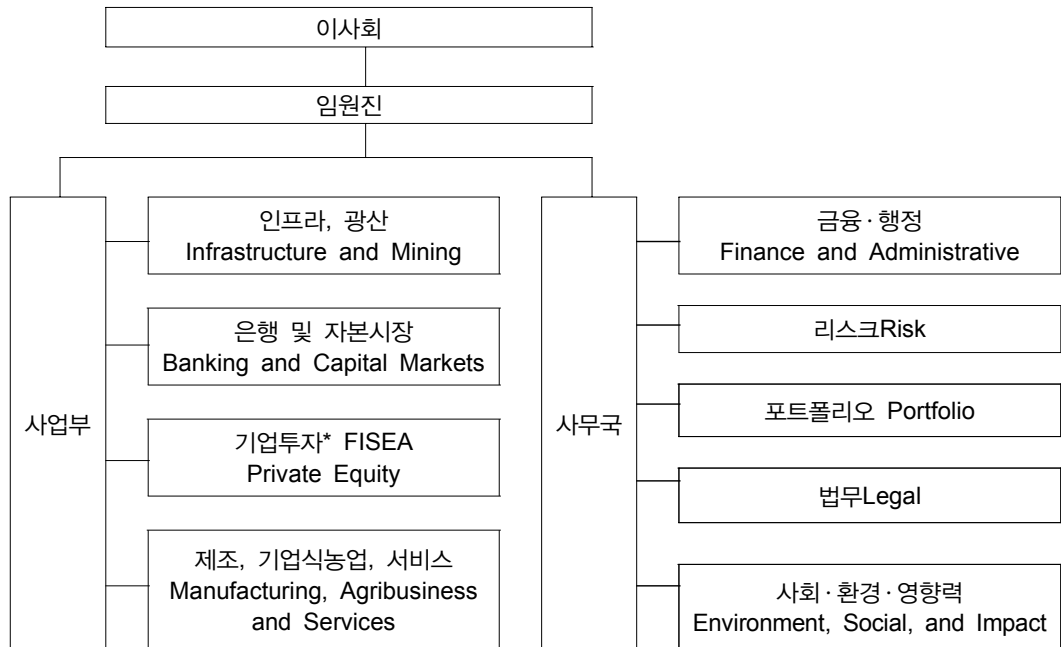 이사회
임원진
사업부
인프라, 광산
Infrastructure and Mining
은행 및 자본시장
Banking and Capital Markets
기업투자* FISEA
Private Equity
제조, 기업식농업, 서비스
Manufacturing, Agribusiness
and Services
사무국
금융·행정
Finance and Administrative
리스크Risk
포트폴리오 Portfolio
법무Legal
사회·환경·영향력
Environment, Social, and Impact